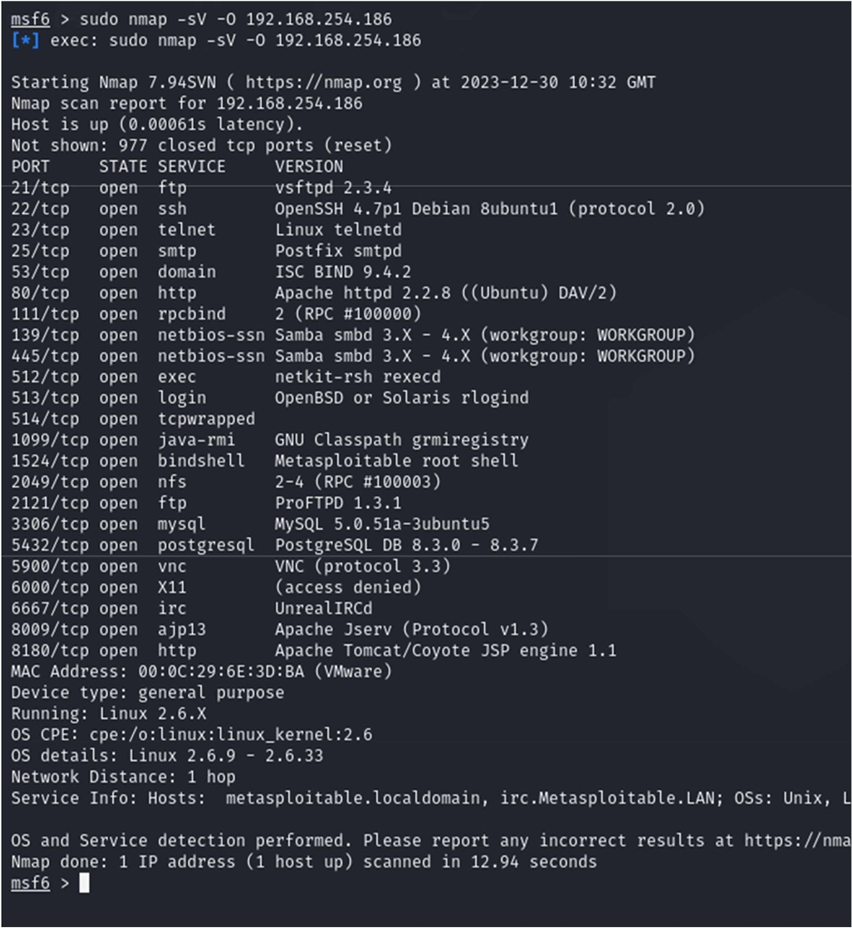 msf6 > sudo nmap -sV -O 192.168.254.186
[*] exec: sudo nmap -sV -O 192.168.254.186
Starting Nmap 7.94SVN ( https://nmap.org ) at 2023-12-30 10:32 GMT
Nmap scan report for 192.168.254.186
Host is up (0.00061s latency).
Not shown: 977 closed tcp ports (reset)
PORT     STATE SERVICE     VERSION
21/tcp   open  ftp         vsftpd 2.3.4
22/tcp   open  ssh         OpenSSH 4.7p1 Debian 8ubuntu1 (protocol 2.0)
23/tcp   open  telnet      Linux telnetd
25/tcp   open  smtp        Postfix smtpd
53/tcp   open  domain      ISC BIND 9.4.2
80/tcp   open  http        Apache httpd 2.2.8 ((Ubuntu) DAV/2)
111/tcp  open  rpcbind     2 (RPC #100000)
139/tcp  open  netbios-ssn Samba smbd 3.X - 4.X (workgroup: WORKGROUP)
445/tcp  open  netbios-ssn Samba smbd 3.X - 4.X (workgroup: WORKGROUP)
512/tcp  open  exec        netkit-rsh rexecd
513/tcp  open  login       OpenBSD or Solaris rlogind
514/tcp  open  tcpwrapped
1099/tcp open  java-rmi    GNU Classpath grmiregistry
1524/tcp open  bindshell   Metasploitable root shell
2049/tcp open  nfs         2-4 (RPC #100003)
2121/tcp open  ftp         ProFTPD 1.3.1
3306/tcp open  mysql       MySQL 5.0.51a-3ubuntu5
5432/tcp open  postgresql  PostgreSQL DB 8.3.0 - 8.3.7
5900/tcp open  vnc         VNC (protocol 3.3)
6000/tcp open  X11         (access denied)
6667/tcp open  irc         UnrealIRCd
8009/tcp open  ajp13       Apache Jserv (Protocol v1.3)
8180/tcp open  http        Apache Tomcat/Coyote JSP engine 1.1
MAC Address: 00:0C:29:6E:3D:BA (VMware)
Device type: general purpose
Running: Linux 2.6.X
OS CPE: cpe:/o:linux:linux_kernel:2.6
OS details: Linux 2.6.9 - 2.6.33
Network Distance: 1 hop
Service Info: Hosts:  metasploitable.localdomain, irc.Metasploitable.LAN; OSs: Unix, L
OS and Service detection performed. Please report any incorrect results at https://nma
Nmap done: 1 IP address (1 host up) scanned in 12.94 seconds
msf6 >